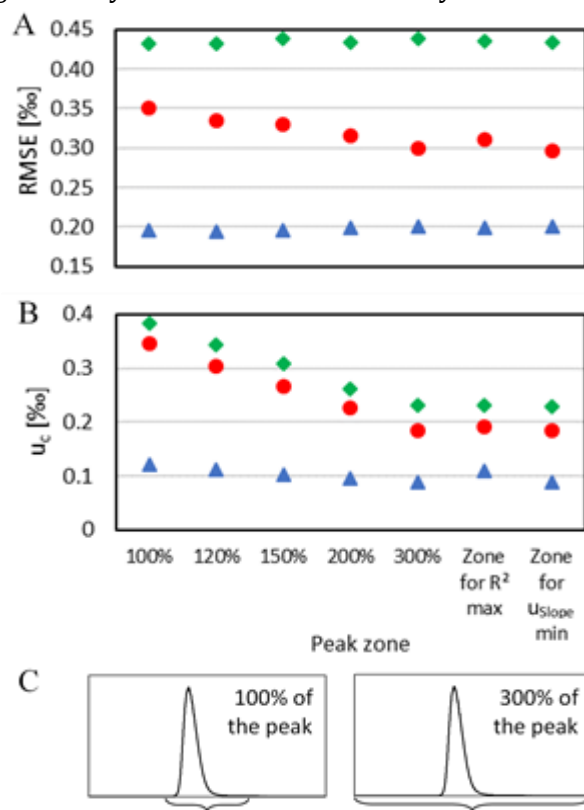 A
RMSE [‰]
0.45
0.40
0.35
0.30
0.25
0.20
0.15
B
u_c [‰]
0.4
0.3
0.2
0.1
0
100% 120% 150% 200% 300% Zone Zone
for R² for
max u_Slope
min
Peak zone
C
100% of
the peak
300% of
the peak